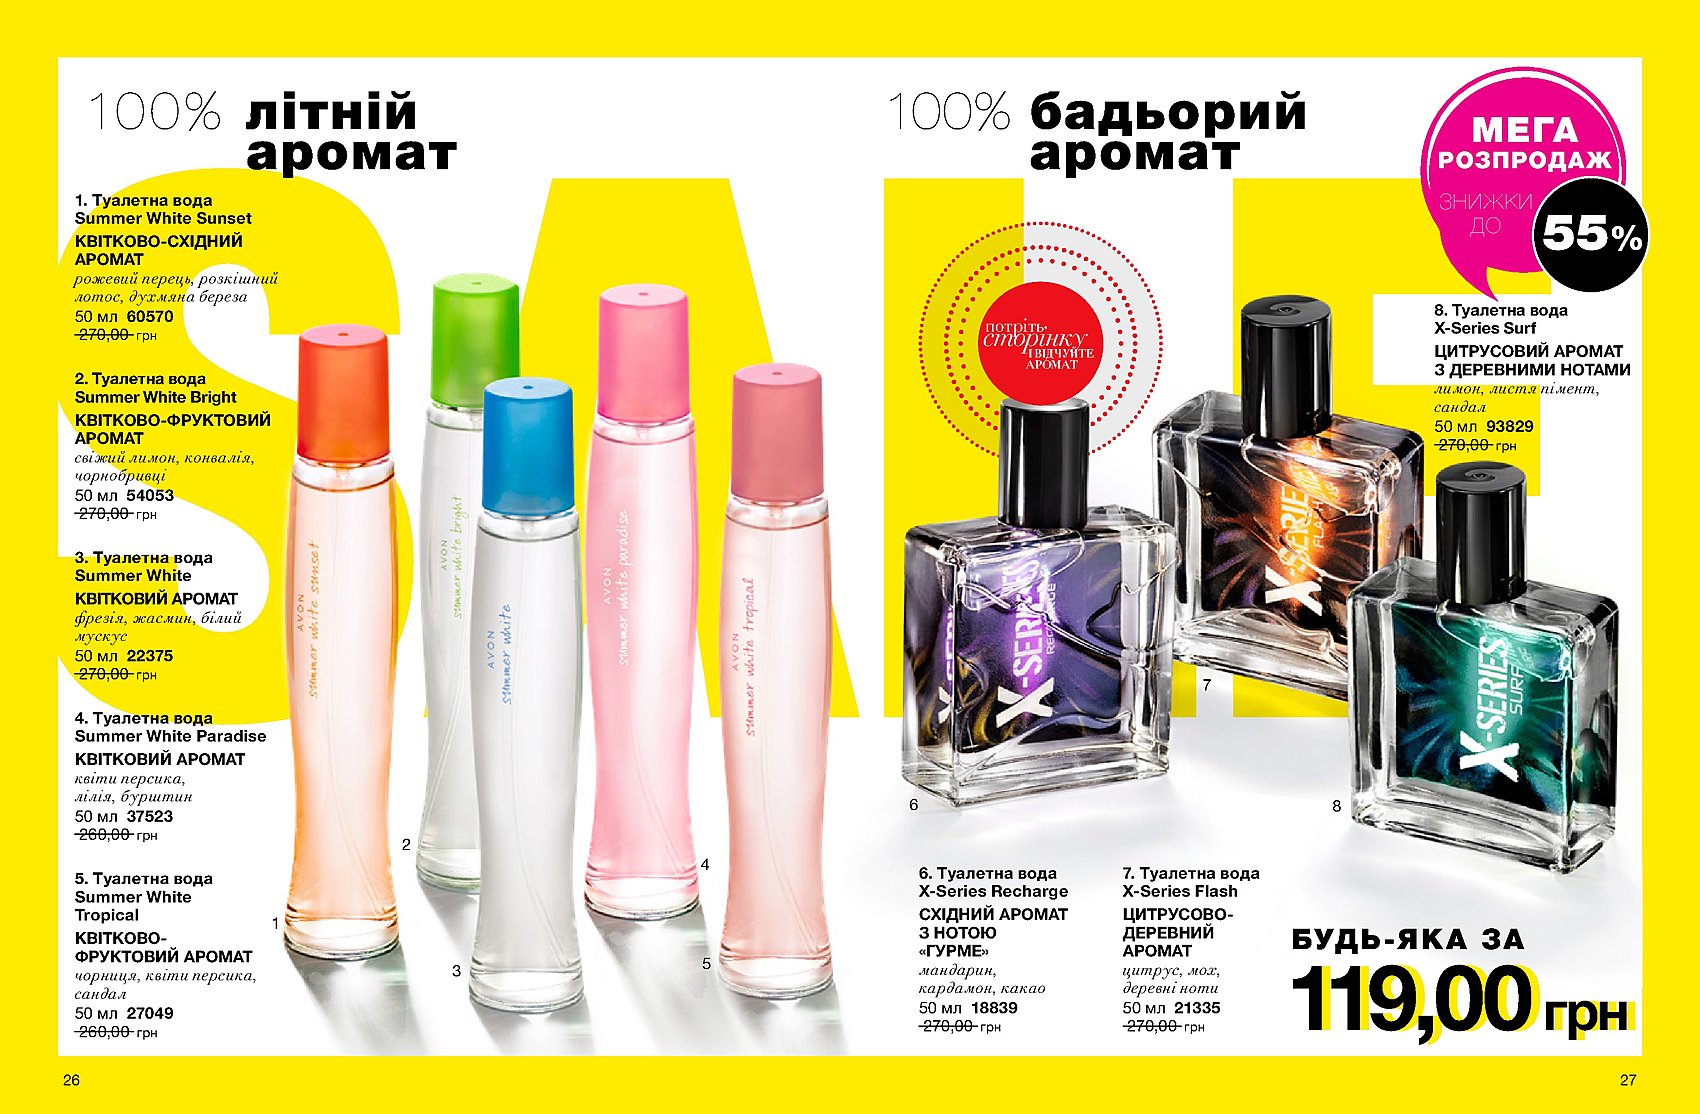 100% літній
аромат
1. Туалетна вода
Summer White Sunset
КВІТКОВО-СХІДНИЙ
АРОМАТ
рожевий перець, розкішний
лотос, духмяна береза
50 мл 60570
270,00 грн
2. Туалетна вода
Summer White Bright
КВІТКОВО-ФРУКТОВИЙ
АРОМАТ
свіжий лимон, конвалія,
чорнобривці
50 мл 54053
270,00 грн
3. Туалетна вода
Summer White
КВІТКОВИЙ АРОМАТ
фрезія, жасмин, білий
мускус
50 мл 22375
270,00 грн
4. Туалетна вода
Summer White Paradise
КВІТКОВИЙ АРОМАТ
квіти персика,
лілія, бурштин
50 мл 37523
260,00 грн
5. Туалетна вода
Summer White
Tropical
КВІТКОВО-
ФРУКТОВИЙ АРОМАТ
чорниця, квіти персика,
сандал
50 мл 27049
260,00 грн
SALE
AVON
summer white sunset
AVON
summer white bright
AVON
summer white
AVON
summer white paradise
AVON
summer white tropical
1
2
3
4
5
26
100% бадьорий
аромат
МЕГА
РОЗПРОДАЖ
ЗНИЖКИ
ДО
55%
потріть
сторінку
і відчуйте
аромат
8. Туалетна вода
X-Series Surf
ЦИТРУСОВИЙ АРОМАТ
З ДЕРЕВНИМИ НОТАМИ
лимон, листя пімент,
сандал
50 мл 93829
270,00 грн
X-SERIES
RECHARGE
X-SERIES
FLASH
X-SERIES
SURF
6
7
8
6. Туалетна вода
X-Series Recharge
СХІДНИЙ АРОМАТ
З НОТОЮ
«ГУРМЕ»
мандарин,
кардамон, какао
50 мл 18839
270,00 грн
7. Туалетна вода
X-Series Flash
ЦИТРУСОВО-
ДЕРЕВНИЙ
АРОМАТ
цитрус, мох,
деревні ноти
50 мл 21335
270,00 грн
БУДЬ-ЯКА ЗА
119,00 грн
27